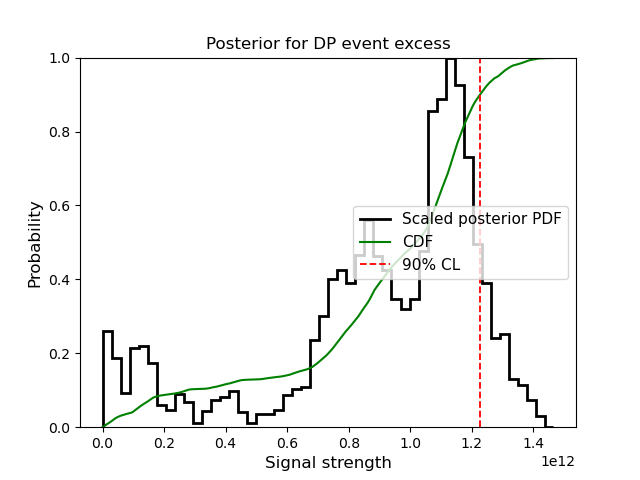 Posterior for DP event excess
1.0
0.8
0.6
0.4
0.2
0.0
Probability
Scaled posterior PDF
CDF
90% CL
0.0 0.2 0.4 0.6 0.8 1.0 1.2 1.4
1e12
Signal strength